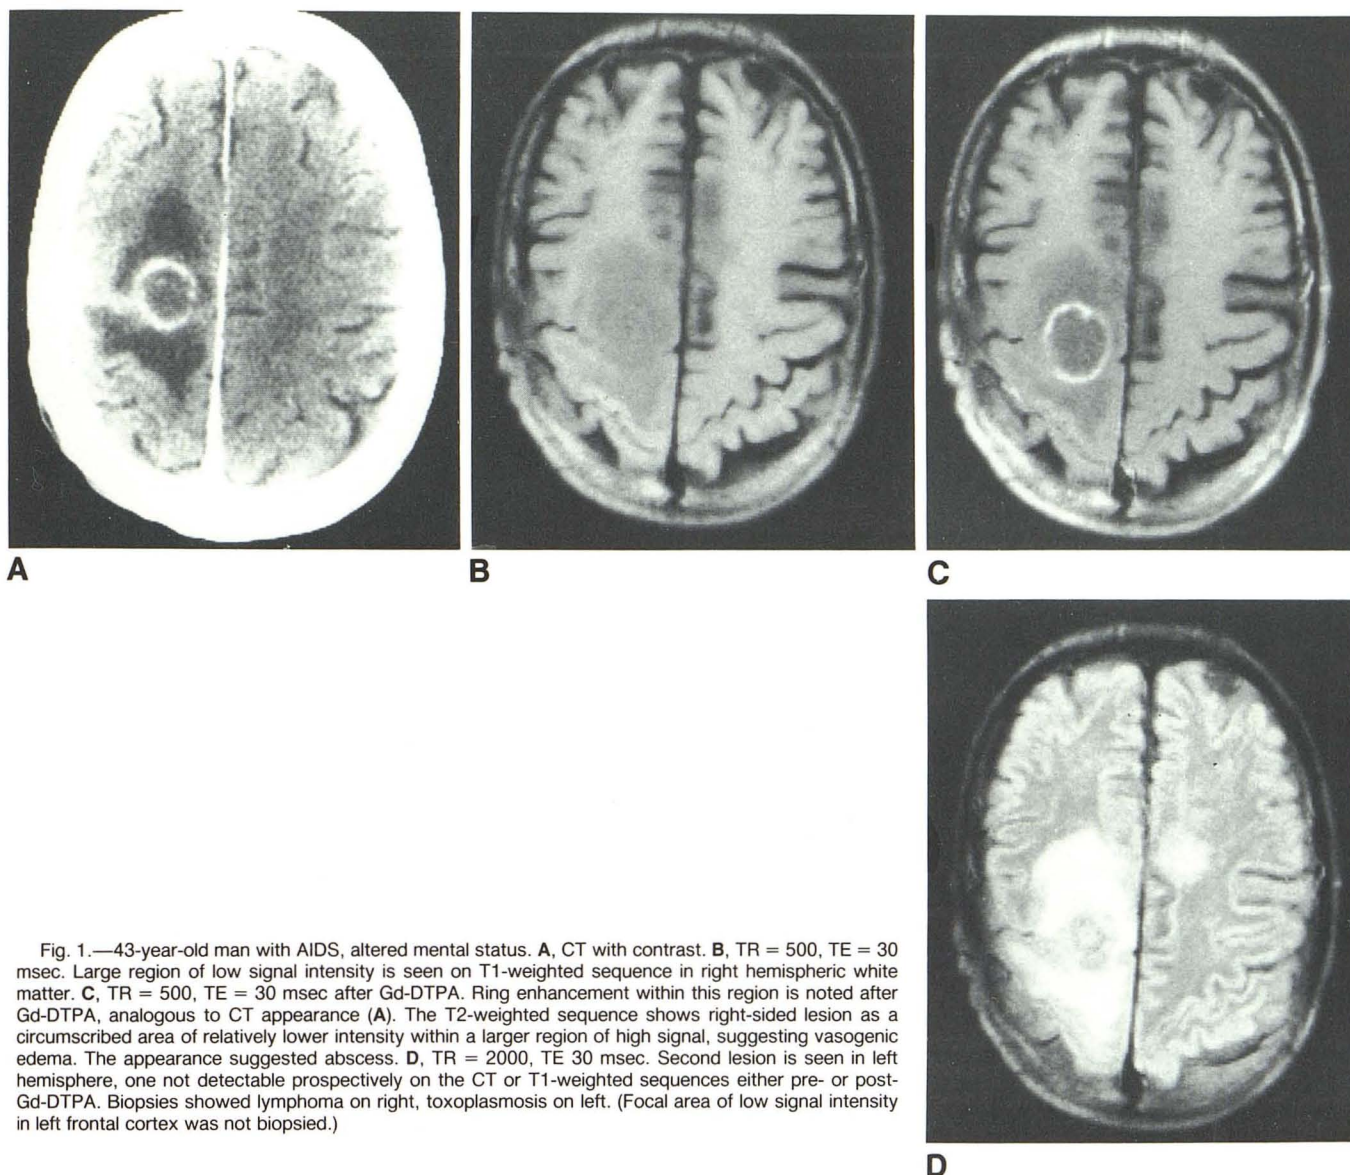 A
B
C
Fig. 1.—43-year-old man with AIDS, altered mental status. A, CT with contrast. B, TR = 500, TE = 30
msec. Large region of low signal intensity is seen on T1-weighted sequence in right hemispheric white
matter. C, TR = 500, TE = 30 msec after Gd-DTPA. Ring enhancement within this region is noted after
Gd-DTPA, analogous to CT appearance (A). The T2-weighted sequence shows right-sided lesion as a
circumscribed area of relatively lower intensity within a larger region of high signal, suggesting vasogenic
edema. The appearance suggested abscess. D, TR = 2000, TE 30 msec. Second lesion is seen in left
hemisphere, one not detectable prospectively on the CT or T1-weighted sequences either pre- or post-
Gd-DTPA. Biopsies showed lymphoma on right, toxoplasmosis on left. (Focal area of low signal intensity
in left frontal cortex was not biopsied.)
D